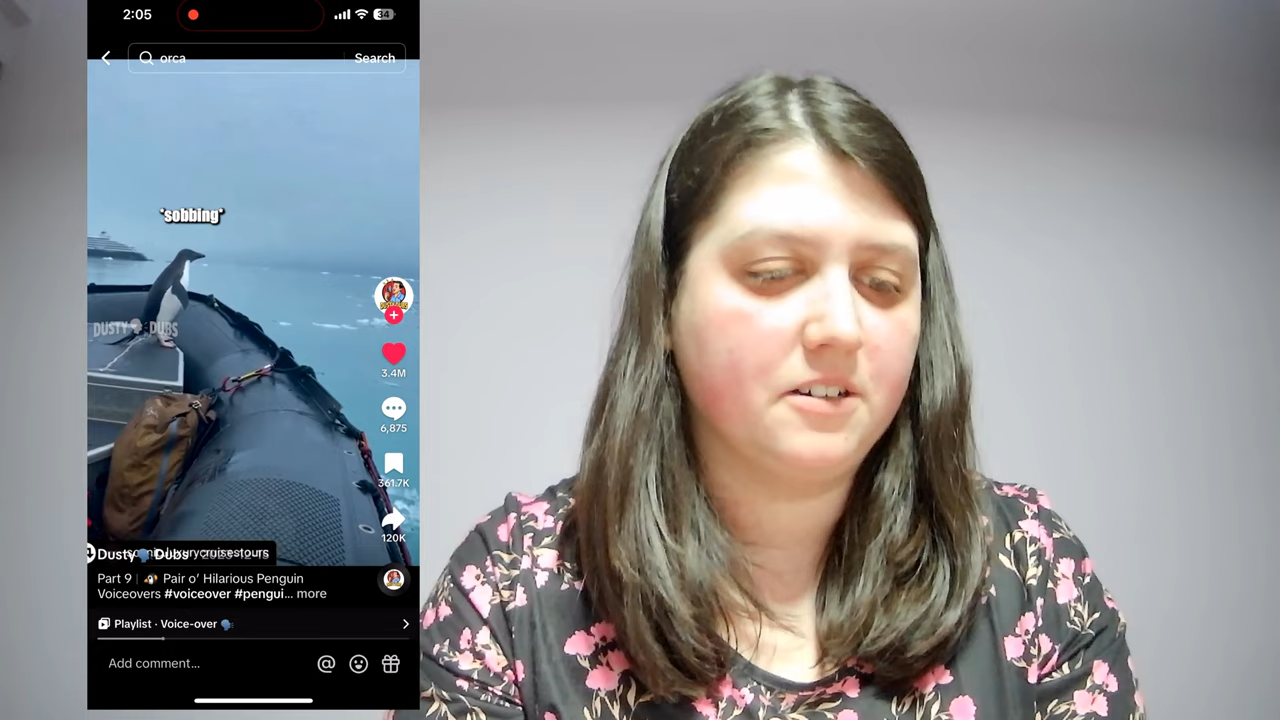 2:05
34
orca
Search
*sobbing*
DUSTY DUBS
3.4M
6,875
361.7K
120K
Dusty🗣️Dubs
Part 9 | 🐧 Pair o' Hilarious Penguin
Voiceovers #voiceover #pengui... more
Playlist · Voice-over 🗣️
Add comment...